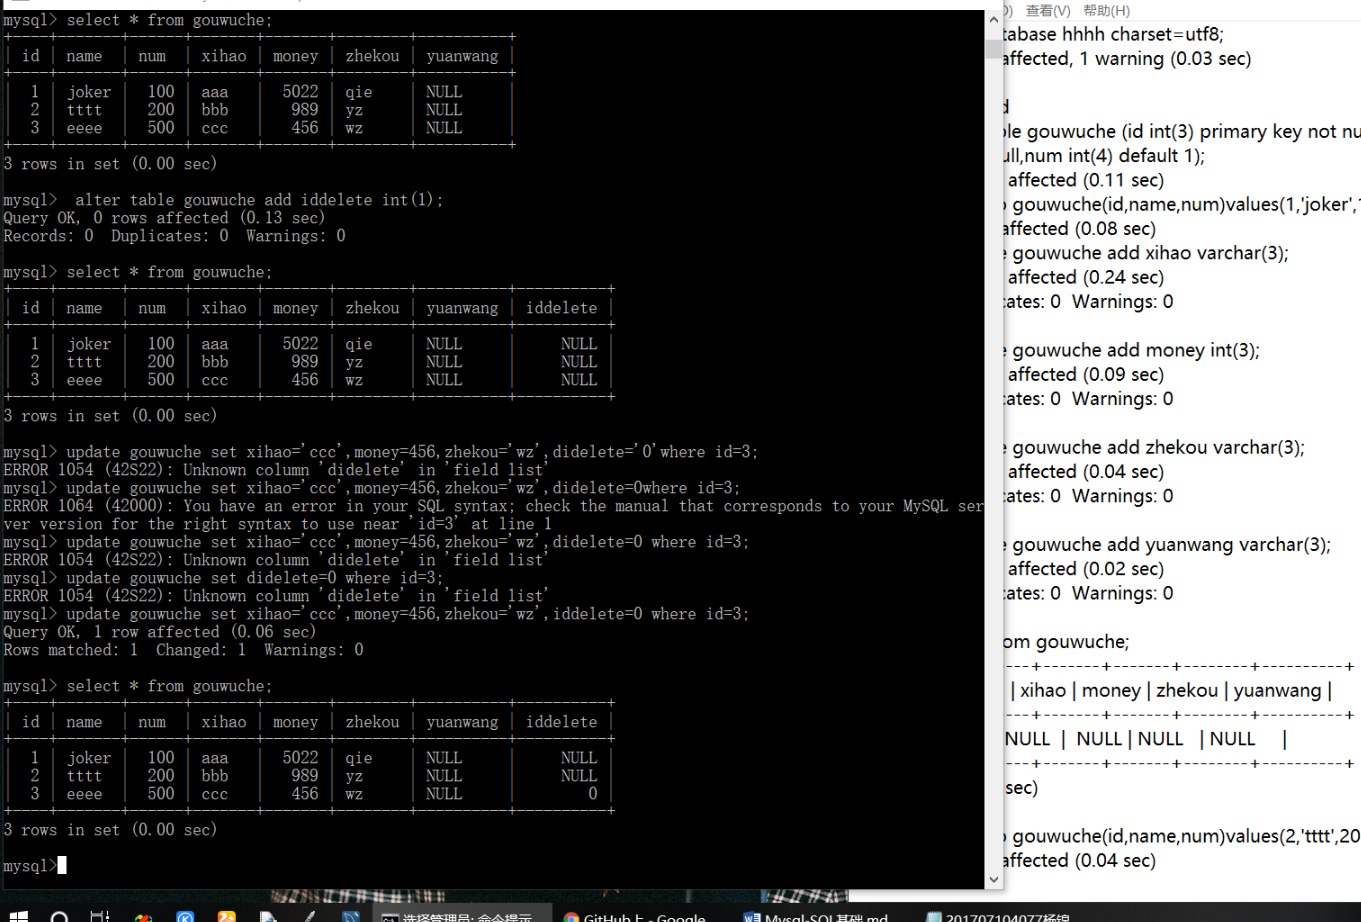 mysql> select * from gouwuche;
| id | name | num | xihao | money | zhekou | yuanwang |
| 1 | joker | 100 | aaa | 5022 | qie | NULL |
| 2 | tttt | 200 | bbb | 989 | yz | NULL |
| 3 | eeee | 500 | ccc | 456 | wz | NULL |
3 rows in set (0.00 sec)
mysql>  alter table gouwuche add iddelete int(1);
Query OK, 0 rows affected (0.13 sec)
Records: 0  Duplicates: 0  Warnings: 0
mysql> select * from gouwuche;
| id | name | num | xihao | money | zhekou | yuanwang | iddelete |
| 1 | joker | 100 | aaa | 5022 | qie | NULL | NULL |
| 2 | tttt | 200 | bbb | 989 | yz | NULL | NULL |
| 3 | eeee | 500 | ccc | 456 | wz | NULL | NULL |
3 rows in set (0.00 sec)
mysql> update gouwuche set xihao='ccc',money=456,zhekou='wz',didelete='0'where id=3;
ERROR 1054 (42S22): Unknown column 'didelete' in 'field list'
mysql> update gouwuche set xihao='ccc',money=456,zhekou='wz',didelete=0where id=3;
ERROR 1064 (42000): You have an error in your SQL syntax; check the manual that corresponds to your MySQL ser
ver version for the right syntax to use near 'id=3' at line 1
mysql> update gouwuche set xihao='ccc',money=456,zhekou='wz',didelete=0 where id=3;
ERROR 1054 (42S22): Unknown column 'didelete' in 'field list'
mysql> update gouwuche set didelete=0 where id=3;
ERROR 1054 (42S22): Unknown column 'didelete' in 'field list'
mysql> update gouwuche set xihao='ccc',money=456,zhekou='wz',iddelete=0 where id=3;
Query OK, 1 row affected (0.06 sec)
Rows matched: 1  Changed: 1  Warnings: 0
mysql> select * from gouwuche;
| id | name | num | xihao | money | zhekou | yuanwang | iddelete |
| 1 | joker | 100 | aaa | 5022 | qie | NULL | NULL |
| 2 | tttt | 200 | bbb | 989 | yz | NULL | NULL |
| 3 | eeee | 500 | ccc | 456 | wz | NULL | 0 |
3 rows in set (0.00 sec)
mysql>
查看(V) 帮助(H)
tabase hhhh charset=utf8;
affected, 1 warning (0.03 sec)
d
ble gouwuche (id int(3) primary key not nu
ull,num int(4) default 1);
affected (0.11 sec)
o gouwuche(id,name,num)values(1,'joker',1
affected (0.08 sec)
e gouwuche add xihao varchar(3);
affected (0.24 sec)
cates: 0  Warnings: 0
e gouwuche add money int(3);
affected (0.09 sec)
cates: 0  Warnings: 0
e gouwuche add zhekou varchar(3);
affected (0.04 sec)
cates: 0  Warnings: 0
e gouwuche add yuanwang varchar(3);
affected (0.02 sec)
cates: 0  Warnings: 0
om gouwuche;
| xihao | money | zhekou | yuanwang |
NULL | NULL | NULL | NULL |
sec)
o gouwuche(id,name,num)values(2,'tttt',20
affected (0.04 sec)
选择管理员: 命令提示
GitHub上 - Google
Mysql-SQL基础.md
201707104077杨锦